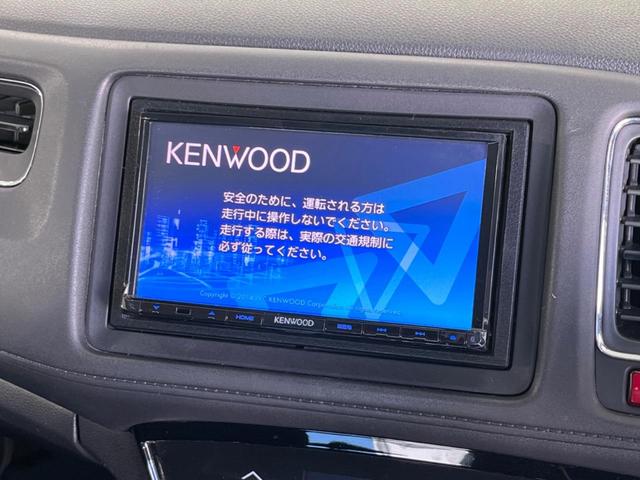 KENWOOD
安全のために、運転される方は
走行中に操作しないでください。
走行する際は、実際の交通規制に
必ず従ってください。
KENWOOD Corporation
HOME
KENWOOD